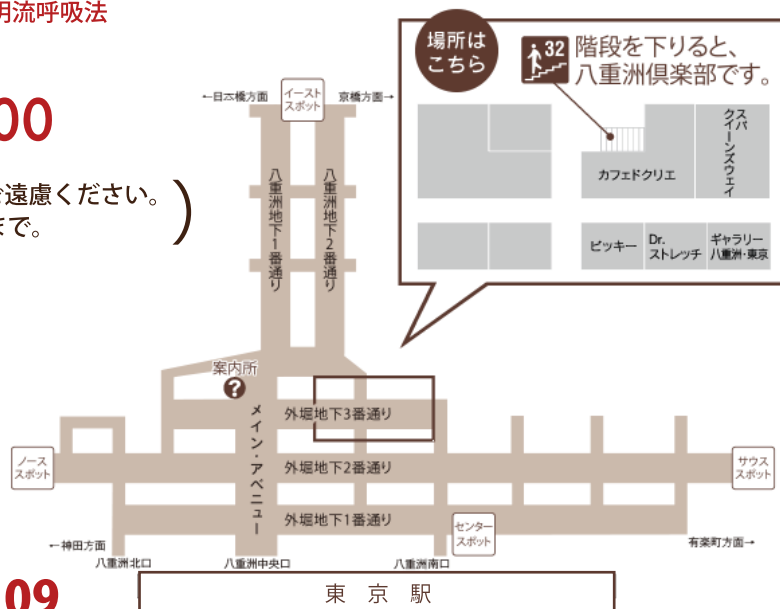 明流呼吸法
00
遠慮ください。
まで。
)
場所は
こちら
32
階段を下りると、
八重洲倶楽部です。
カフェドクリエ
スパ
クイーンズウェイ
ビッキー
Dr.
ストレッチ
ギャラリー
八重洲・東京
←日本橋方面
イースト
スポット
京橋方面→
八重洲地下1番通り
八重洲地下2番通り
案内所
?
メイン・アベニュー
外堀地下3番通り
ノース
スポット
外堀地下2番通り
サウス
スポット
外堀地下1番通り
センター
スポット
←神田方面
有楽町方面→
八重洲北口
八重洲中央口
八重洲南口
09
東京駅